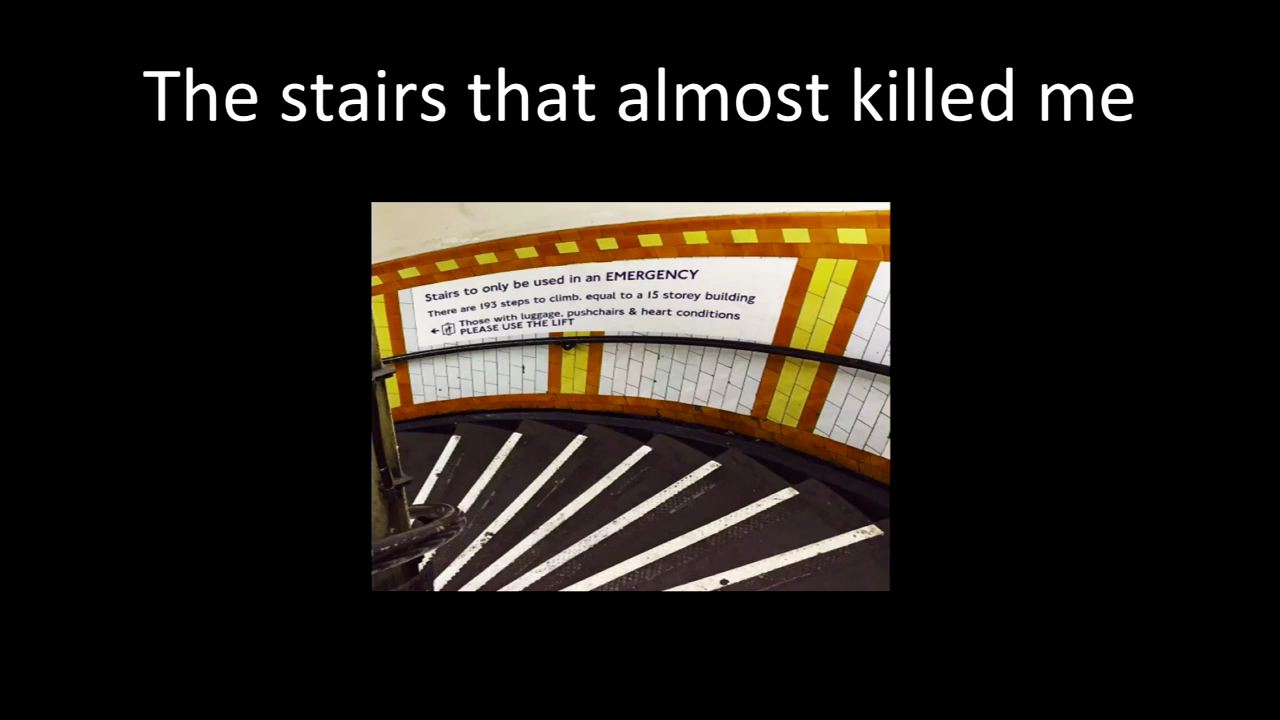 The stairs that almost killed me
Stairs to only be used in an EMERGENCY
There are 193 steps to climb, equal to a 15 storey building
Those with luggage, pushchairs & heart conditions
PLEASE USE THE LIFT